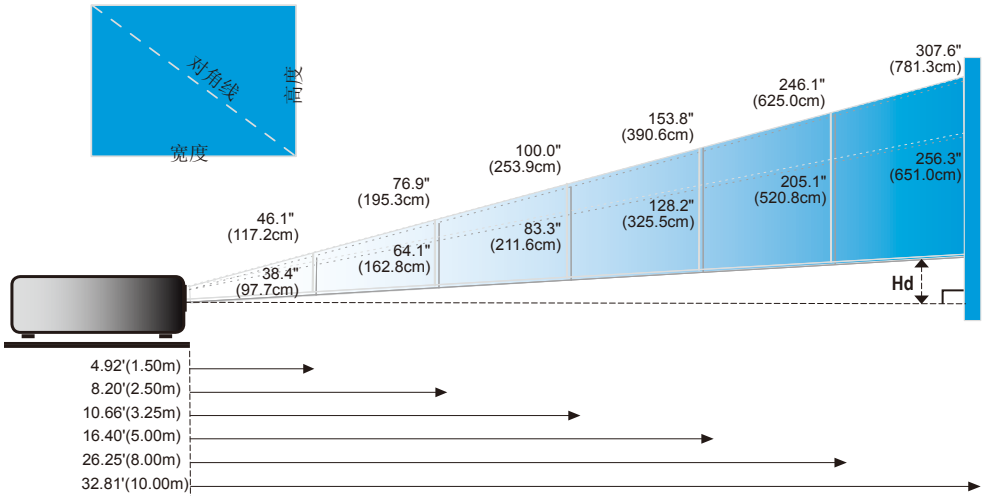 对角线
高度
宽度
307.6"
(781.3cm)
246.1"
(625.0cm)
153.8"
(390.6cm)
100.0"
(253.9cm)
76.9"
(195.3cm)
46.1"
(117.2cm)
256.3"
(651.0cm)
205.1"
(520.8cm)
128.2"
(325.5cm)
83.3"
(211.6cm)
64.1"
(162.8cm)
38.4"
(97.7cm)
Hd
4.92'(1.50m)
8.20'(2.50m)
10.66'(3.25m)
16.40'(5.00m)
26.25'(8.00m)
32.81'(10.00m)